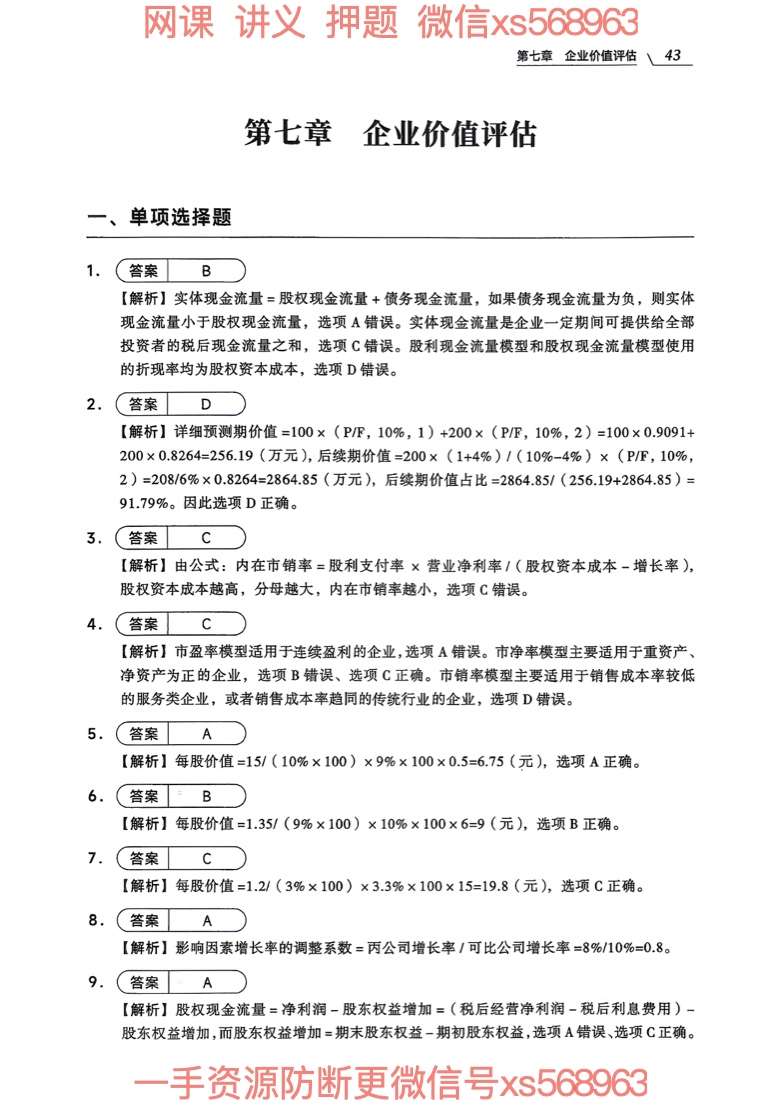 网课 讲义 押题 微信xs568963
第七章 企业价值评估 43
第七章 企业价值评估
一、单项选择题
1. 答案 B
【解析】实体现金流量 = 股权现金流量 + 债务现金流量，如果债务现金流量为负，则实体
现金流量小于股权现金流量，选项 A 错误。实体现金流量是企业一定期间可提供给全部
投资者的税后现金流量之和，选项 C 错误。股利现金流量模型和股权现金流量模型使用
的折现率均为股权资本成本，选项 D 错误。
2. 答案 D
【解析】详细预测期价值 =100×（P/F，10%，1）+200×（P/F，10%，2）=100×0.9091+
200×0.8264=256.19（万元），后续期价值 =200×（1+4%）/（10%-4%）×（P/F，10%，
2）=208/6%×0.8264=2864.85（万元），后续期价值占比 =2864.85/（256.19+2864.85）=
91.79%。因此选项 D 正确。
3. 答案 C
【解析】由公式：内在市销率 = 股利支付率 × 营业净利率 /（股权资本成本 – 增长率），
股权资本成本越高，分母越大，内在市销率越小，选项 C 错误。
4. 答案 C
【解析】市盈率模型适用于连续盈利的企业，选项 A 错误。市净率模型主要适用于重资产、
净资产为正的企业，选项 B 错误、选项 C 正确。市销率模型主要适用于销售成本率较低
的服务类企业，或者销售成本率趋同的传统行业的企业，选项 D 错误。
5. 答案 A
【解析】每股价值 =15/（10%×100）×9%×100×0.5=6.75（元），选项 A 正确。
6. 答案 B
【解析】每股价值 =1.35/（9%×100）×10%×100×6=9（元），选项 B 正确。
7. 答案 C
【解析】每股价值 =1.2/（3%×100）×3.3%×100×15=19.8（元），选项 C 正确。
8. 答案 A
【解析】影响因素增长率的调整系数 = 丙公司增长率 / 可比公司增长率 =8%/10%=0.8。
9. 答案 A
【解析】股权现金流量 = 净利润 – 股东权益增加 =（税后经营净利润 – 税后利息费用）–
股东权益增加，而股东权益增加 = 期末股东权益 – 期初股东权益，选项 A 错误、选项 C 正确。
一手资源防断更微信号xs568963